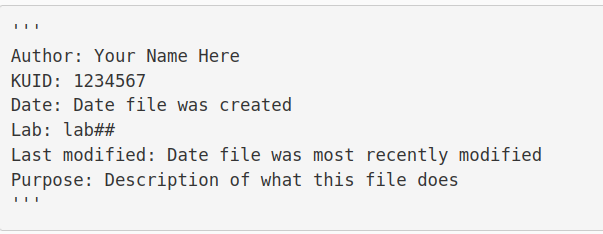 '''
Author: Your Name Here
KUID: 1234567
Date: Date file was created
Lab: lab##
Last modified: Date file was most recently modified
Purpose: Description of what this file does
'''